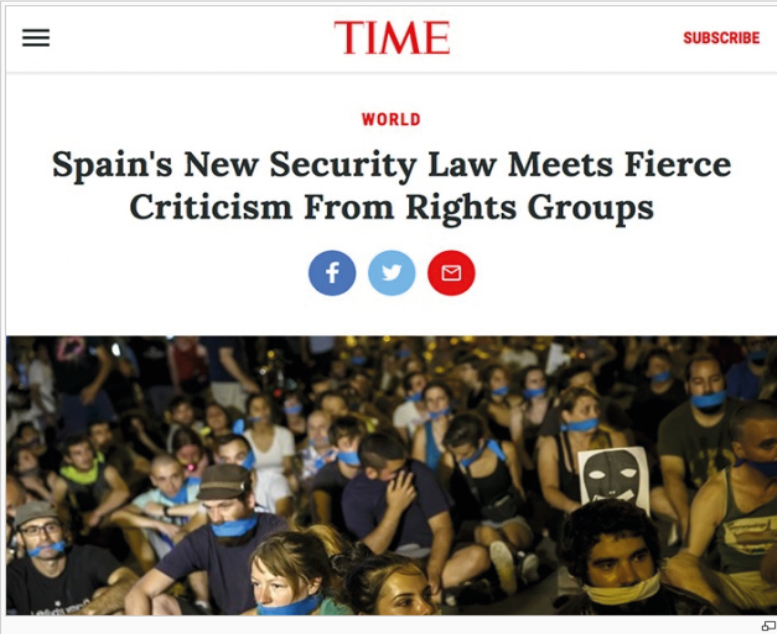 TIME
SUBSCRIBE
WORLD
Spain's New Security Law Meets Fierce
Criticism From Rights Groups